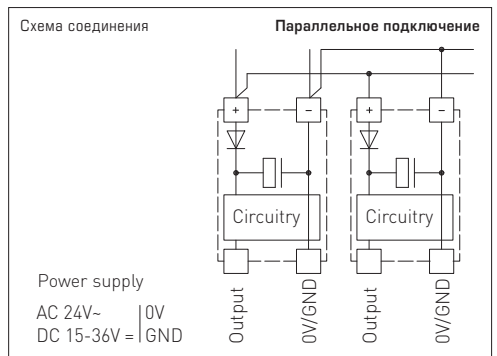 Схема соединения
Параллельное подключение
+ − + −
Circuitry Circuitry
Output 0V/GND Output 0V/GND
Power supply
AC 24V~ 0V
DC 15-36V = GND